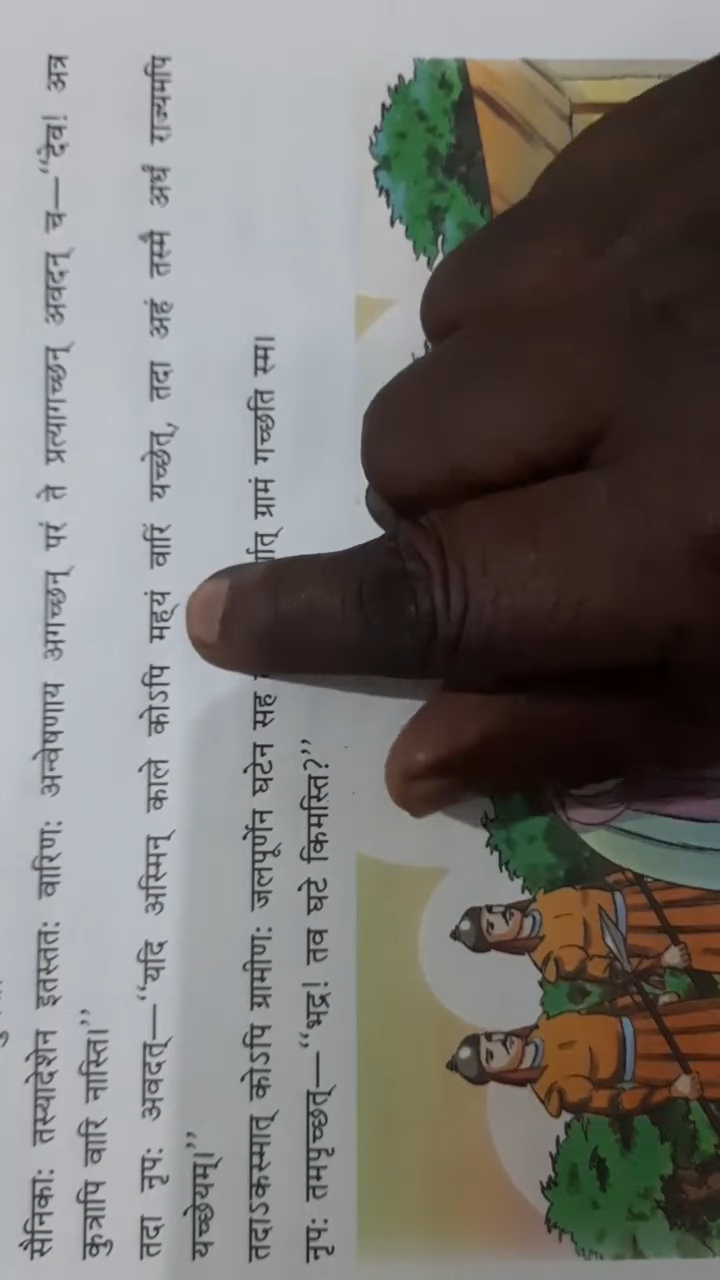 सैनिकाः तस्यादेशेन इतस्ततः वारिणः अन्वेषणाय अगच्छन् परं ते प्रत्यागच्छन् अवदन् च—“देव! अत्र
कुत्रापि वारि नास्ति।”
तदा नृपः अवदत्—“यदि अस्मिन् काले कोऽपि मह्यं वारि यच्छेत्, तदा अहं तस्मै अर्धं राज्यमपि
यच्छेयम्।”
तदाऽकस्मात् कोऽपि ग्रामीणः जलपूर्णेन घटेन सह ग्रामं गच्छति स्म।
नृपः तमपृच्छत्—“भद्र! तव घटे किमस्ति?”